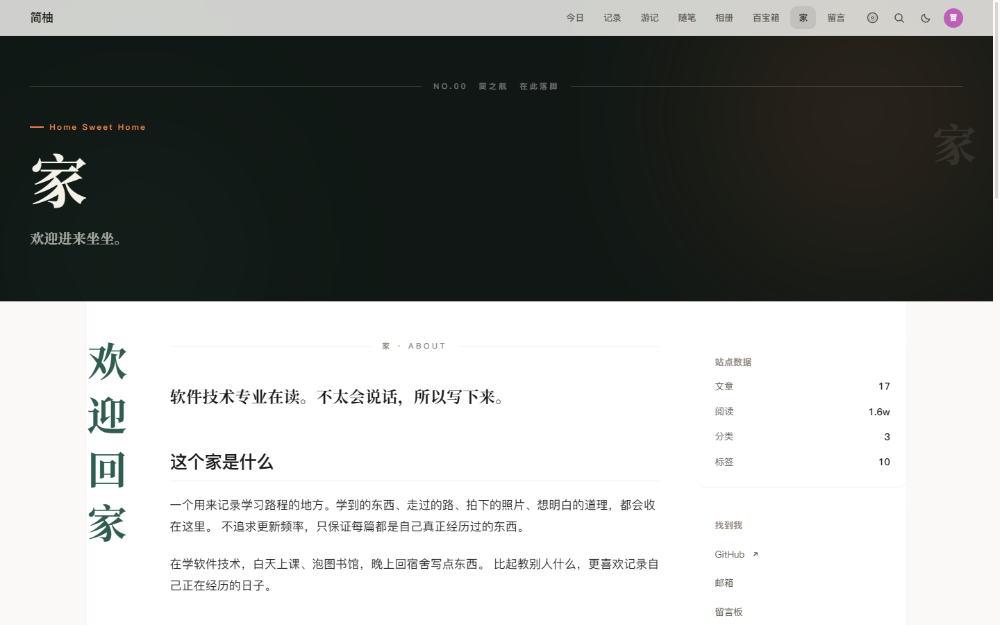 简柚
今日 记录 游记 随笔 相册 百宝箱 家 留言 冒
NO.00 简之航 在此落脚
Home Sweet Home
家
家
欢迎进来坐坐。
欢迎回家
家 · ABOUT
软件技术专业在读。不太会说话，所以写下来。
这个家是什么
一个用来记录学习路程的地方。学到的东西、走过的路、拍下的照片、想明白的道理，都会收
在这里。 不追求更新频率，只保证每篇都是自己真正经历过的东西。
在学软件技术，白天上课、泡图书馆，晚上回宿舍写点东西。 比起教别人什么，更喜欢记录自
己正在经历的日子。
站点数据
文章 17
阅读 1.6w
分类 3
标签 10
找到我
GitHub ↗
邮箱
留言板